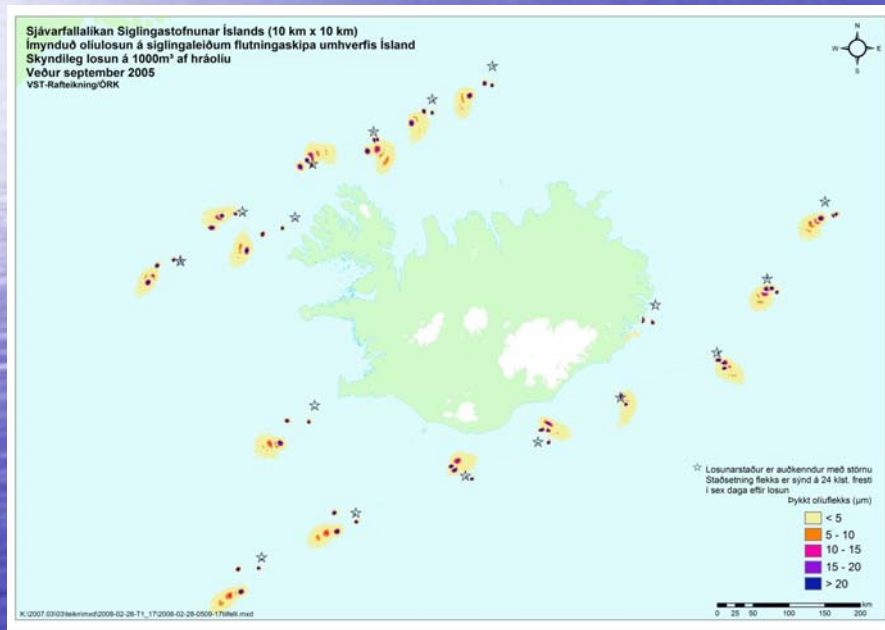 Sjávarfallalíkan Siglingastofnunar Íslands (10 km x 10 km)
Ímynduð olíulosun á siglingaleiðum flutningaskipa umhverfis Ísland
Skyndileg losun á 1000m³ af hráolíu
Veður september 2005
VST-Rafteikning/ÖRK
N
W E
S
Losunarstaður er auðkenndur með störnu
Staðsetning flekks er sýnd á 24 klst. fresti
í sex daga eftir losun
Þykkt olíuflekks (µm)
< 5
5 - 10
10 - 15
15 - 20
> 20
km
0 25 50 100 150 200